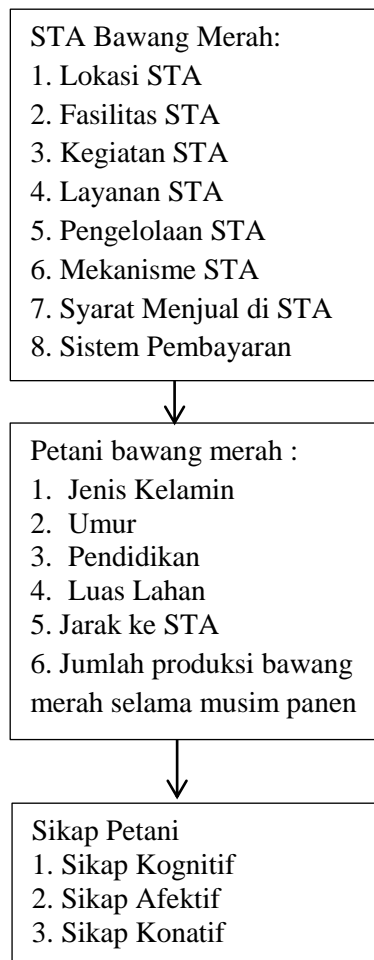 STA Bawang Merah:
1. Lokasi STA
2. Fasilitas STA
3. Kegiatan STA
4. Layanan STA
5. Pengelolaan STA
6. Mekanisme STA
7. Syarat Menjual di STA
8. Sistem Pembayaran
Petani bawang merah :
1. Jenis Kelamin
2. Umur
3. Pendidikan
4. Luas Lahan
5. Jarak ke STA
6. Jumlah produksi bawang
merah selama musim panen
Sikap Petani
1. Sikap Kognitif
2. Sikap Afektif
3. Sikap Konatif